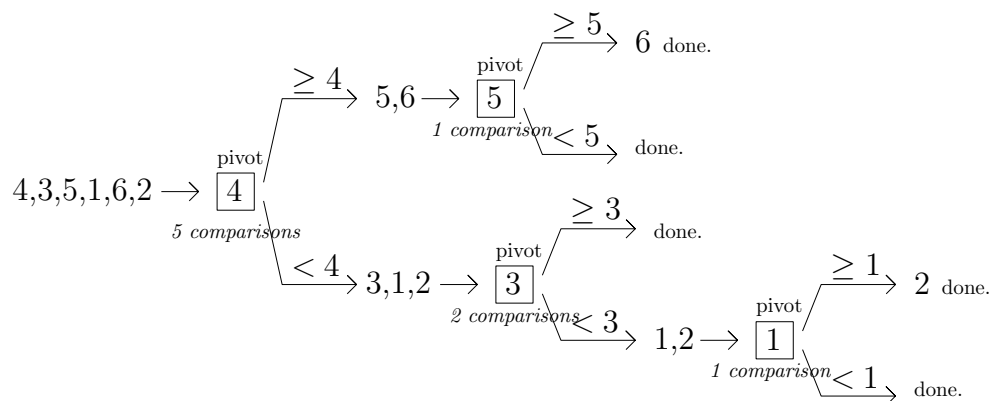 ≥ 5
6 done.
pivot
≥ 4
5,6
5
1 comparison
< 5
done.
pivot
4,3,5,1,6,2
4
5 comparisons
≥ 3
done.
pivot
< 4
3,1,2
3
2 comparisons
< 3
≥ 1
2 done.
pivot
1,2
1
1 comparison
< 1
done.